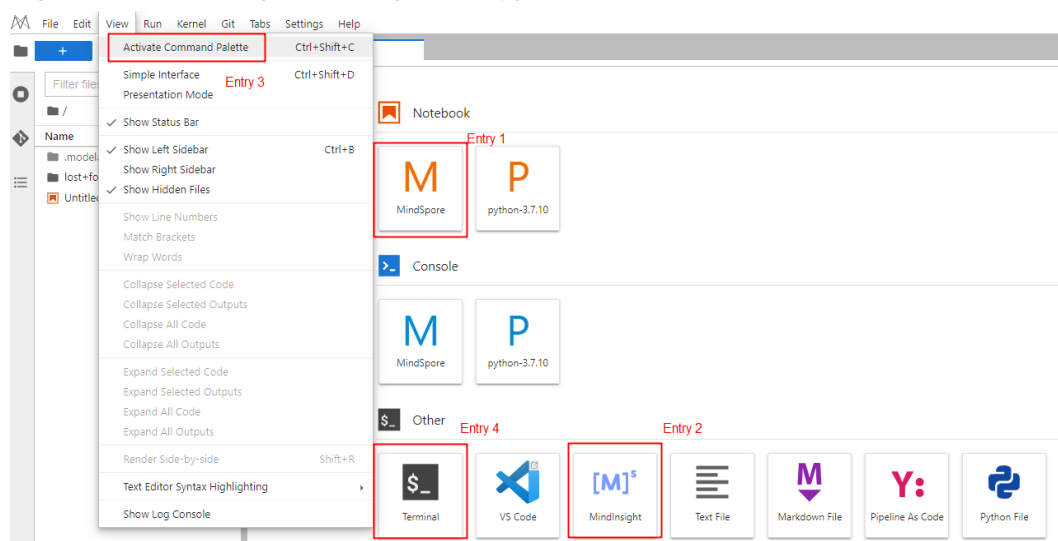 File Edit View Run Kernel Git Tabs Settings Help
+
Activate Command Palette Ctrl+Shift+C
Simple Interface Ctrl+Shift+D
Entry 3
Presentation Mode
Show Status Bar
Show Left Sidebar Ctrl+B
Show Right Sidebar
Show Hidden Files
Show Line Numbers
Match Brackets
Wrap Words
Collapse Selected Code
Collapse Selected Outputs
Collapse All Code
Collapse All Outputs
Expand Selected Code
Expand Selected Outputs
Expand All Code
Expand All Outputs
Render Side-by-side Shift+R
Text Editor Syntax Highlighting
Show Log Console
Filter file
/
Name
.model
lost+fo
Untitle
Notebook
Entry 1
M P
MindSpore python-3.7.10
>_ Console
M P
MindSpore python-3.7.10
$_ Other
Entry 4 Entry 2
$_ [M]s M Y:
Terminal VS Code MindInsight Text File Markdown File Pipeline As Code Python File